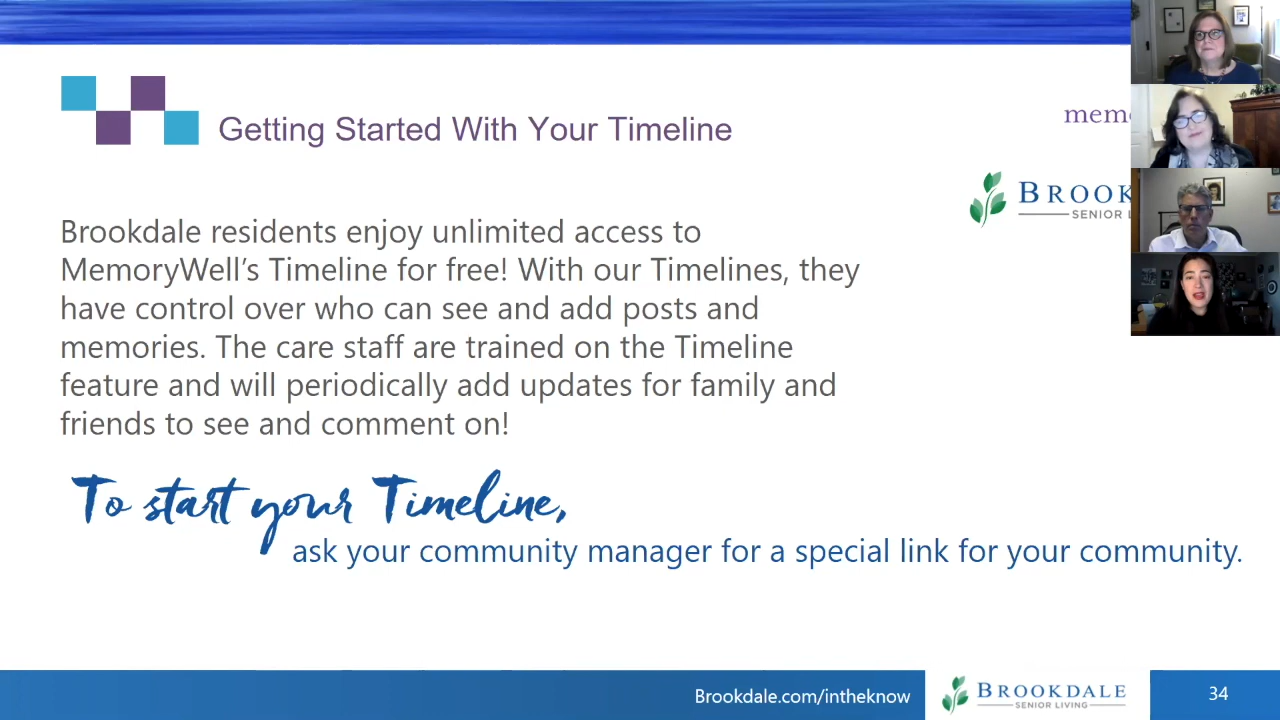 Getting Started With Your Timeline
BROOK
SENIOR
Brookdale residents enjoy unlimited access to
MemoryWell’s Timeline for free! With our Timelines, they
have control over who can see and add posts and
memories. The care staff are trained on the Timeline
feature and will periodically add updates for family and
friends to see and comment on!
To start your Timeline,
ask your community manager for a special link for your community.
Brookdale.com/intheknow
BROOKDALE
SENIOR LIVING
34